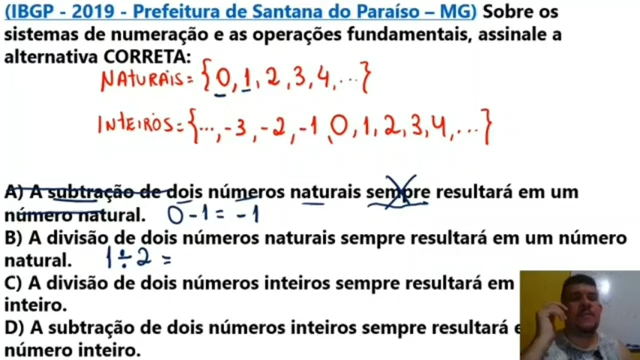 (IBGP - 2019 - Prefeitura de Santana do Paraíso – MG) Sobre os
sistemas de numeração e as operações fundamentais, assinale a
alternativa CORRETA:
NATURAIS = {0, 1, 2, 3, 4, ...}
INTEIROS = {..., -3, -2, -1, 0, 1, 2, 3, 4, ...}
A) A subtração de dois números naturais sempre resultará em um
número natural. 0 - 1 = -1
B) A divisão de dois números naturais sempre resultará em um número
natural. 1 ÷ 2 =
C) A divisão de dois números inteiros sempre resultará em
inteiro.
D) A subtração de dois números inteiros sempre resultará
número inteiro.